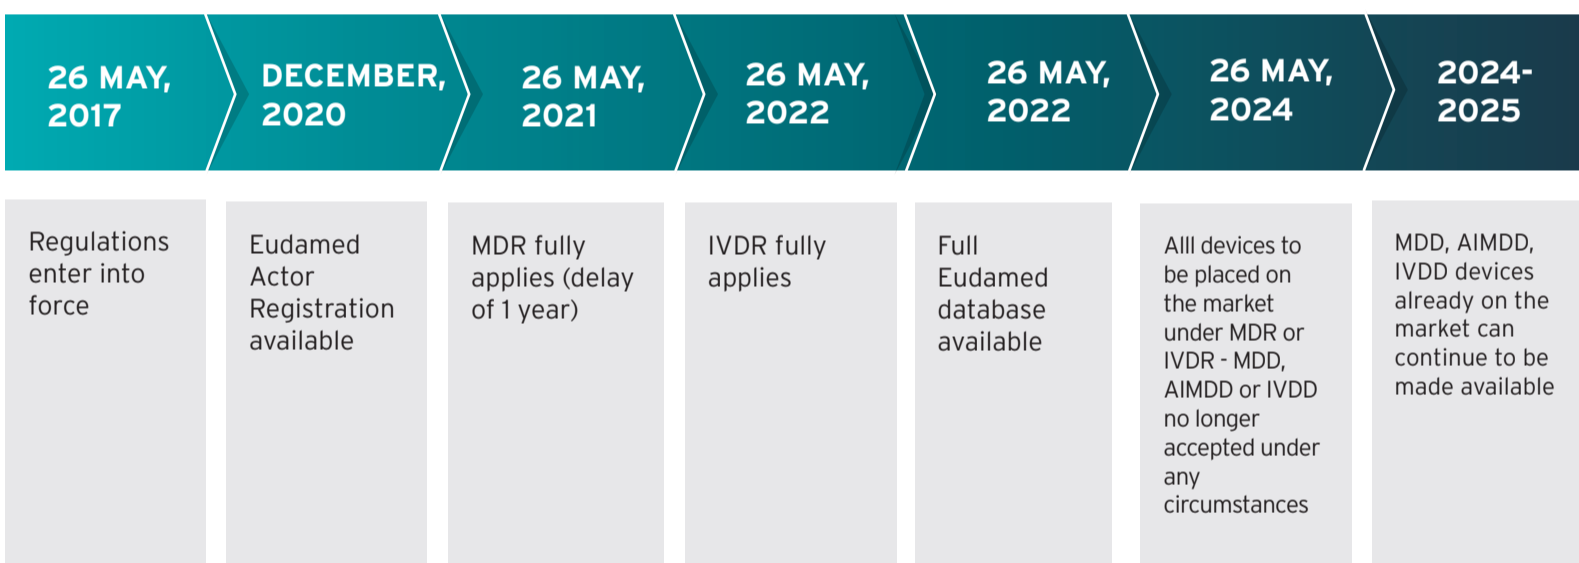 26 MAY,
2017
DECEMBER,
2020
26 MAY,
2021
26 MAY,
2022
26 MAY,
2022
26 MAY,
2024
2024-
2025
Regulations
enter into
force
Eudamed
Actor
Registration
available
MDR fully
applies (delay
of 1 year)
IVDR fully
applies
Full
Eudamed
database
available
Alll devices to
be placed on
the market
under MDR or
IVDR - MDD,
AIMDD or IVDD
no longer
accepted under
any
circumstances
MDD, AIMDD,
IVDD devices
already on the
market can
continue to be
made available